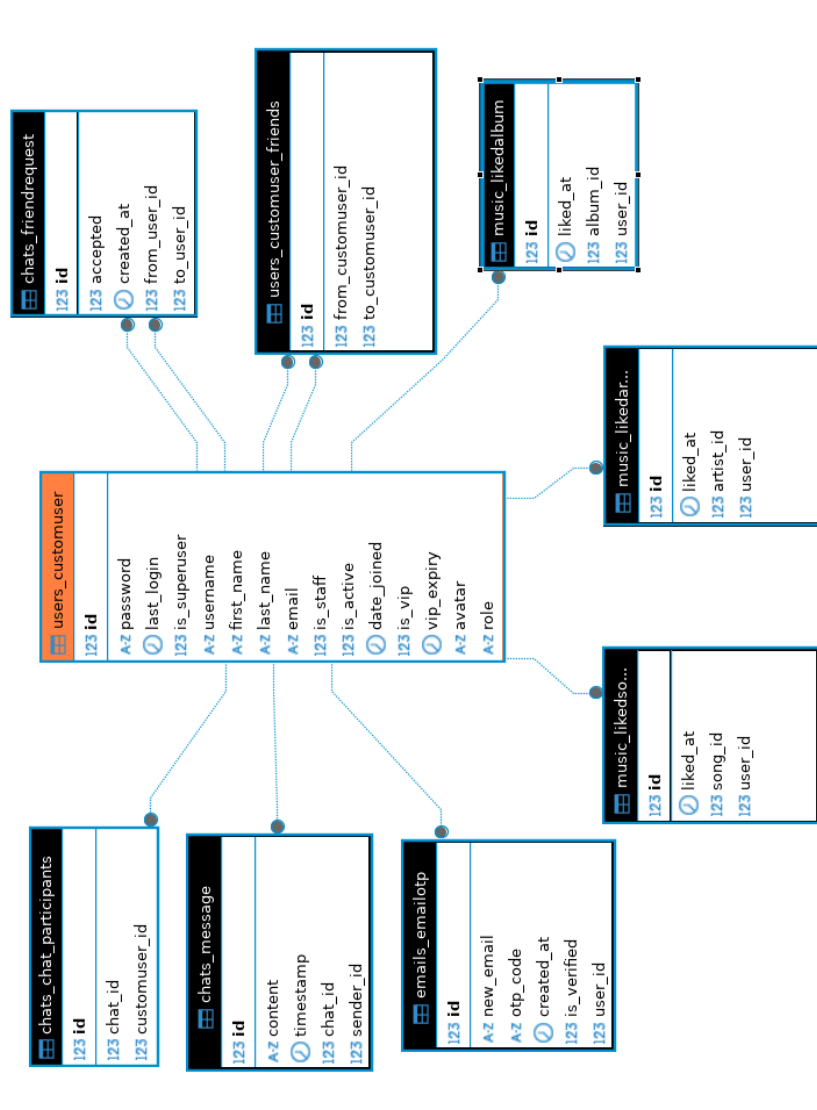 chats_friendrequest
123 id
123 accepted
created_at
123 from_user_id
123 to_user_id
users_customuser_friends
123 id
123 from_customuser_id
123 to_customuser_id
music_likedalbum
123 id
liked_at
123 album_id
123 user_id
users_customuser
123 id
A-Z password
last_login
123 is_superuser
A-Z username
A-Z first_name
A-Z last_name
A-Z email
123 is_staff
123 is_active
date_joined
123 is_vip
vip_expiry
A-Z avatar
A-Z role
music_likedar...
123 id
liked_at
123 artist_id
123 user_id
chats_chat_participants
123 id
123 chat_id
123 customuser_id
chats_message
123 id
A-Z content
timestamp
123 chat_id
123 sender_id
emails_emailotp
123 id
A-Z new_email
A-Z otp_code
created_at
123 is_verified
123 user_id
music_likedso...
123 id
liked_at
123 song_id
123 user_id